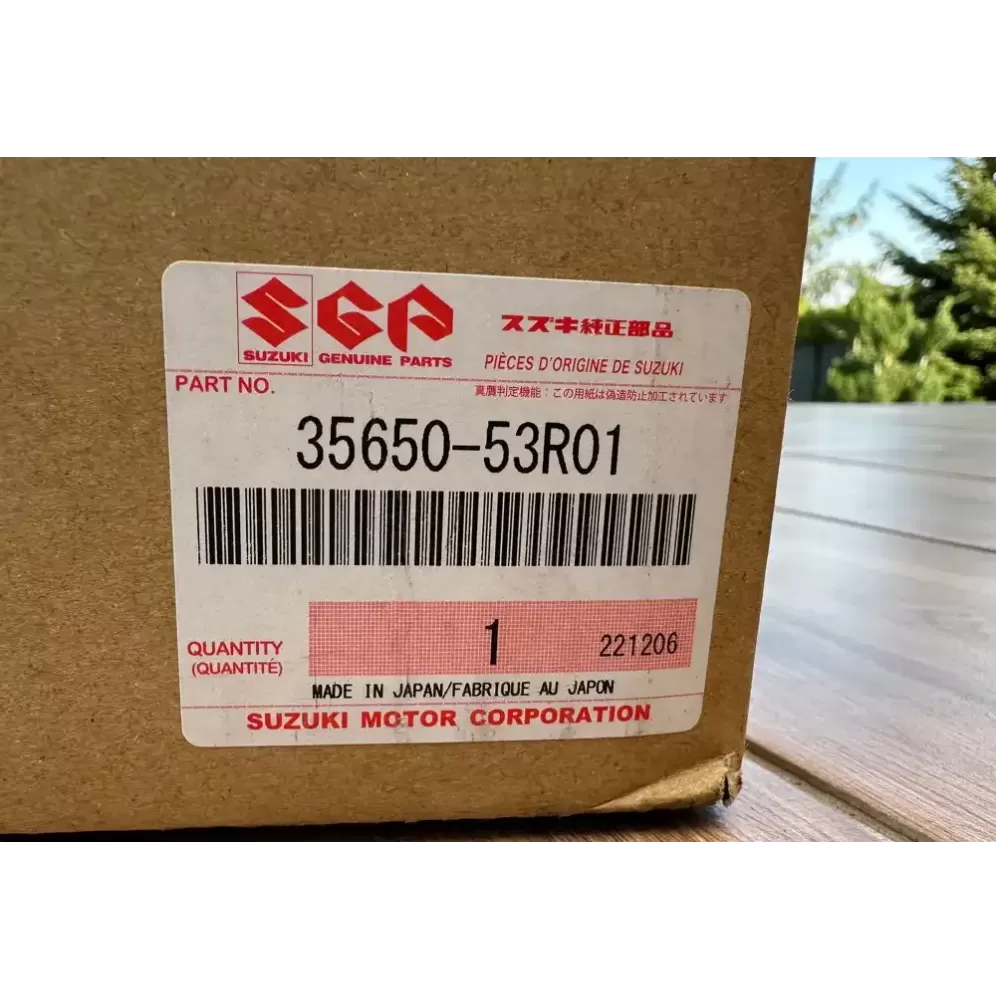 SGP
SUZUKI GENUINE PARTS
スズキ純正部品
PIÈCES D'ORIGINE DE SUZUKI
PART NO.
真贋判定機能：この用紙は偽造防止加工されています
35650-53R01
QUANTITY
(QUANTITÉ)
1
221206
MADE IN JAPAN/FABRIQUE AU JAPON
SUZUKI MOTOR CORPORATION